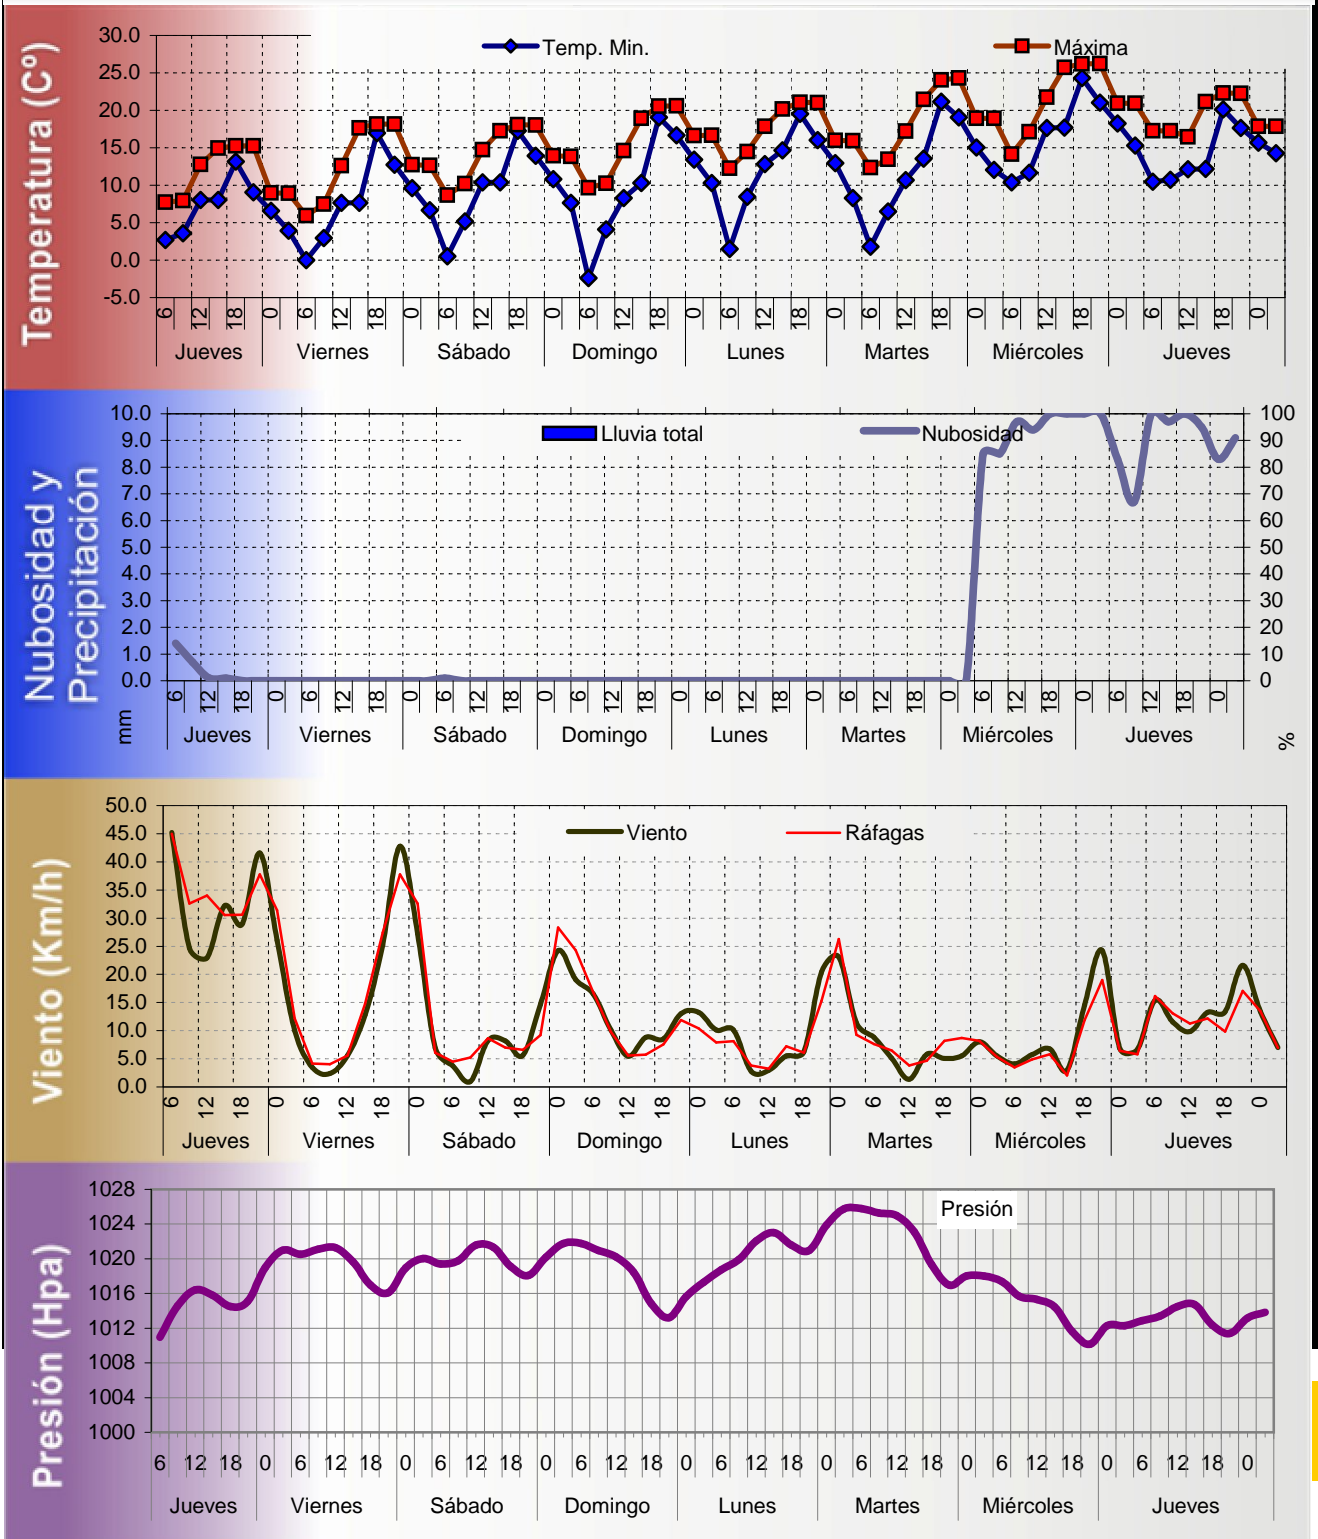 Temperatura (Cº)
Temp. Min.
Máxima
30.0
25.0
20.0
15.0
10.0
5.0
0.0
-5.0
6 12 18 0 6 12 18 0 6 12 18 0 6 12 18 0 6 12 18 0 6 12 18 0 6 12 18 0 6 12 18 0
Jueves Viernes Sábado Domingo Lunes Martes Miércoles Jueves
Nubosidad y
Precipitación
Lluvia total
Nubosidad
10.0 100
9.0 90
8.0 80
7.0 70
6.0 60
5.0 50
4.0 40
3.0 30
2.0 20
1.0 10
0.0 0
mm
%
6 12 18 0 6 12 18 0 6 12 18 0 6 12 18 0 6 12 18 0 6 12 18 0 6 12 18 0 6 12 18 0
Jueves Viernes Sábado Domingo Lunes Martes Miércoles Jueves
Viento (Km/h)
Viento
Ráfagas
50.0
45.0
40.0
35.0
30.0
25.0
20.0
15.0
10.0
5.0
0.0
6 12 18 0 6 12 18 0 6 12 18 0 6 12 18 0 6 12 18 0 6 12 18 0 6 12 18 0 6 12 18 0
Jueves Viernes Sábado Domingo Lunes Martes Miércoles Jueves
Presión (Hpa)
Presión
1028
1024
1020
1016
1012
1008
1004
1000
6 12 18 0 6 12 18 0 6 12 18 0 6 12 18 0 6 12 18 0 6 12 18 0 6 12 18 0 6 12 18 0
Jueves Viernes Sábado Domingo Lunes Martes Miércoles Jueves